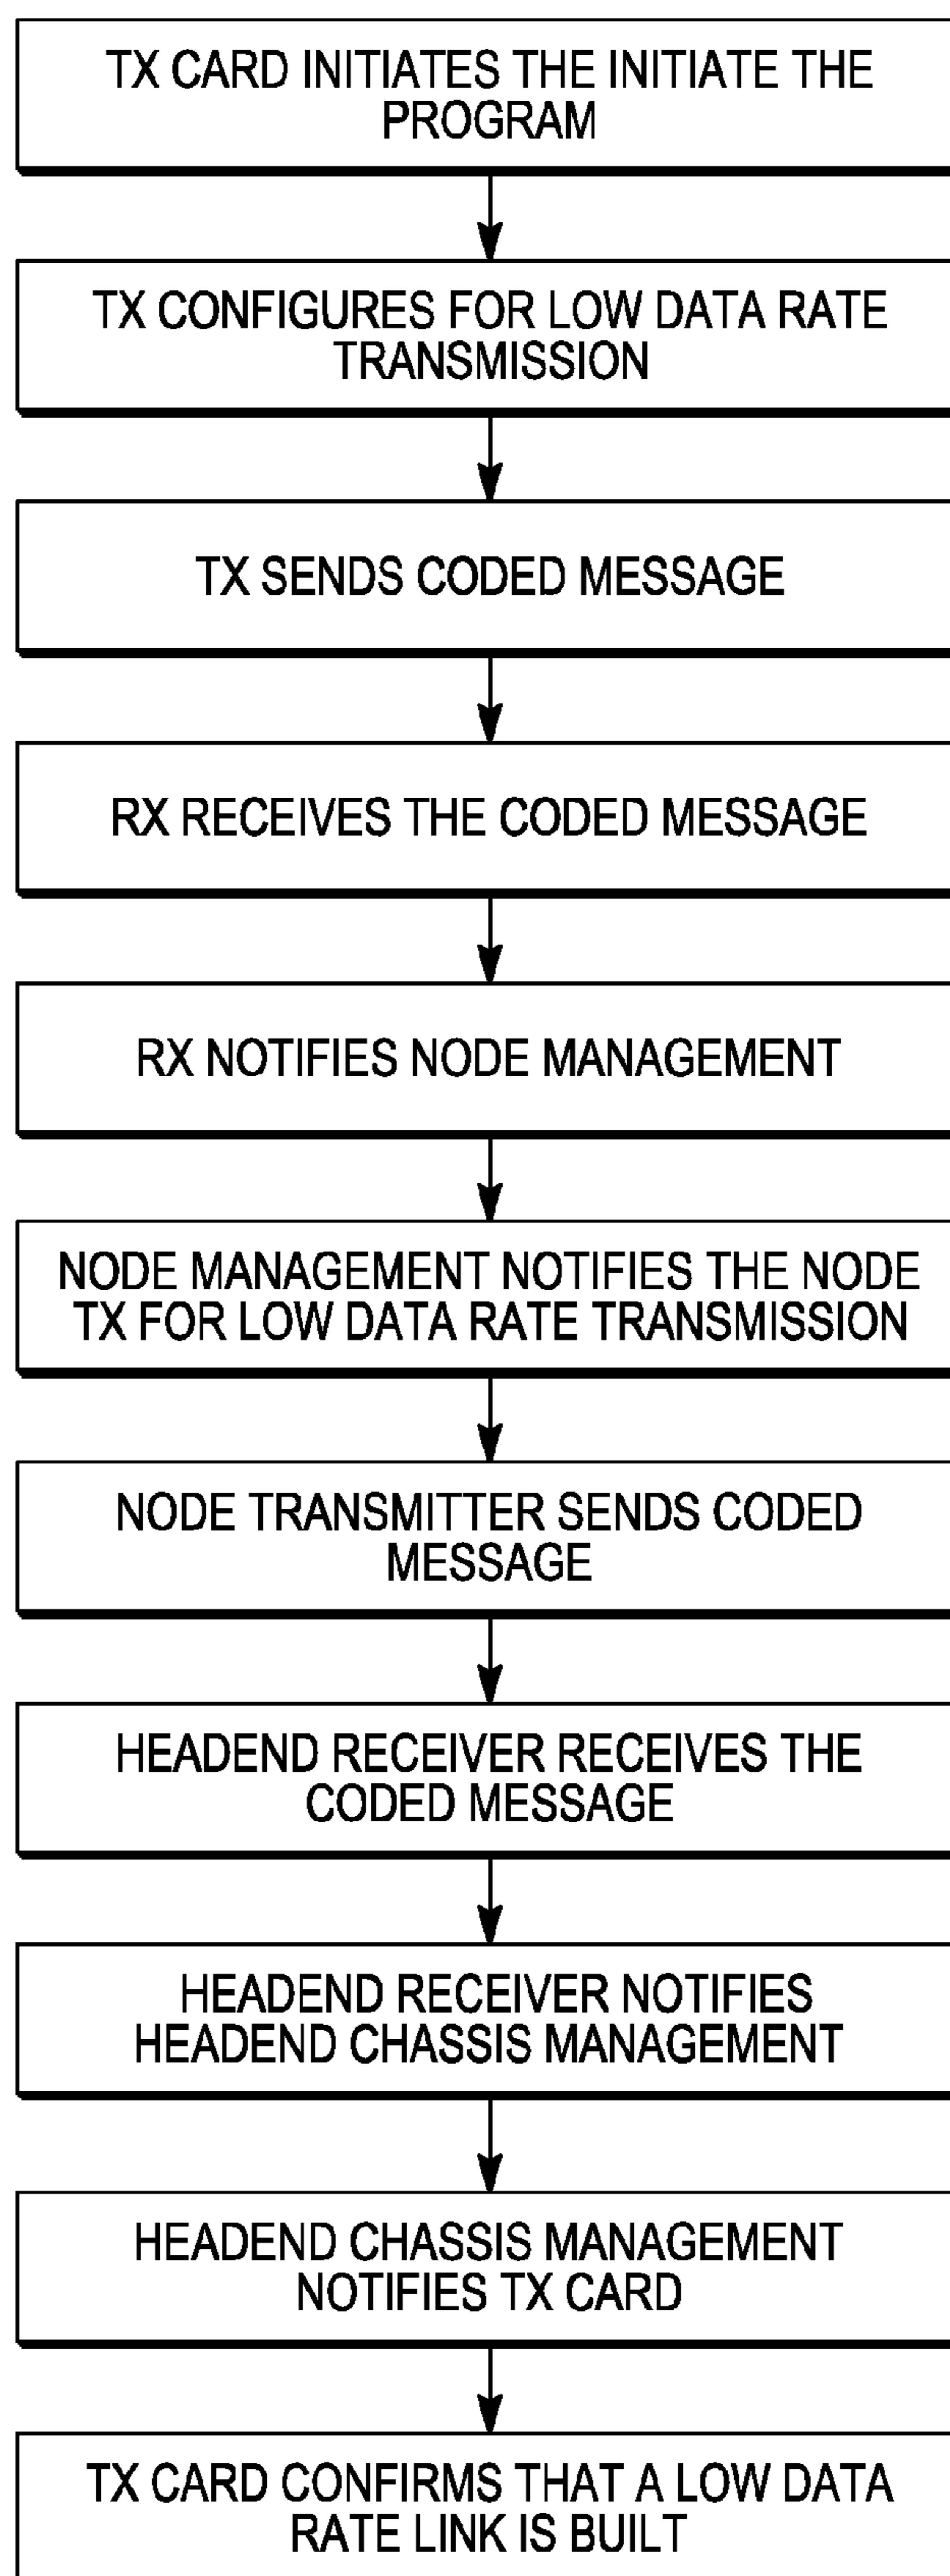 TX CARD INITIATES THE INITIATE THE
PROGRAM
TX CONFIGURES FOR LOW DATA RATE
TRANSMISSION
TX SENDS CODED MESSAGE
RX RECEIVES THE CODED MESSAGE
RX NOTIFIES NODE MANAGEMENT
NODE MANAGEMENT NOTIFIES THE NODE
TX FOR LOW DATA RATE TRANSMISSION
NODE TRANSMITTER SENDS CODED
MESSAGE
HEADEND RECEIVER RECEIVES THE
CODED MESSAGE
HEADEND RECEIVER NOTIFIES
HEADEND CHASSIS MANAGEMENT
HEADEND CHASSIS MANAGEMENT
NOTIFIES TX CARD
TX CARD CONFIRMS THAT A LOW DATA
RATE LINK IS BUILT